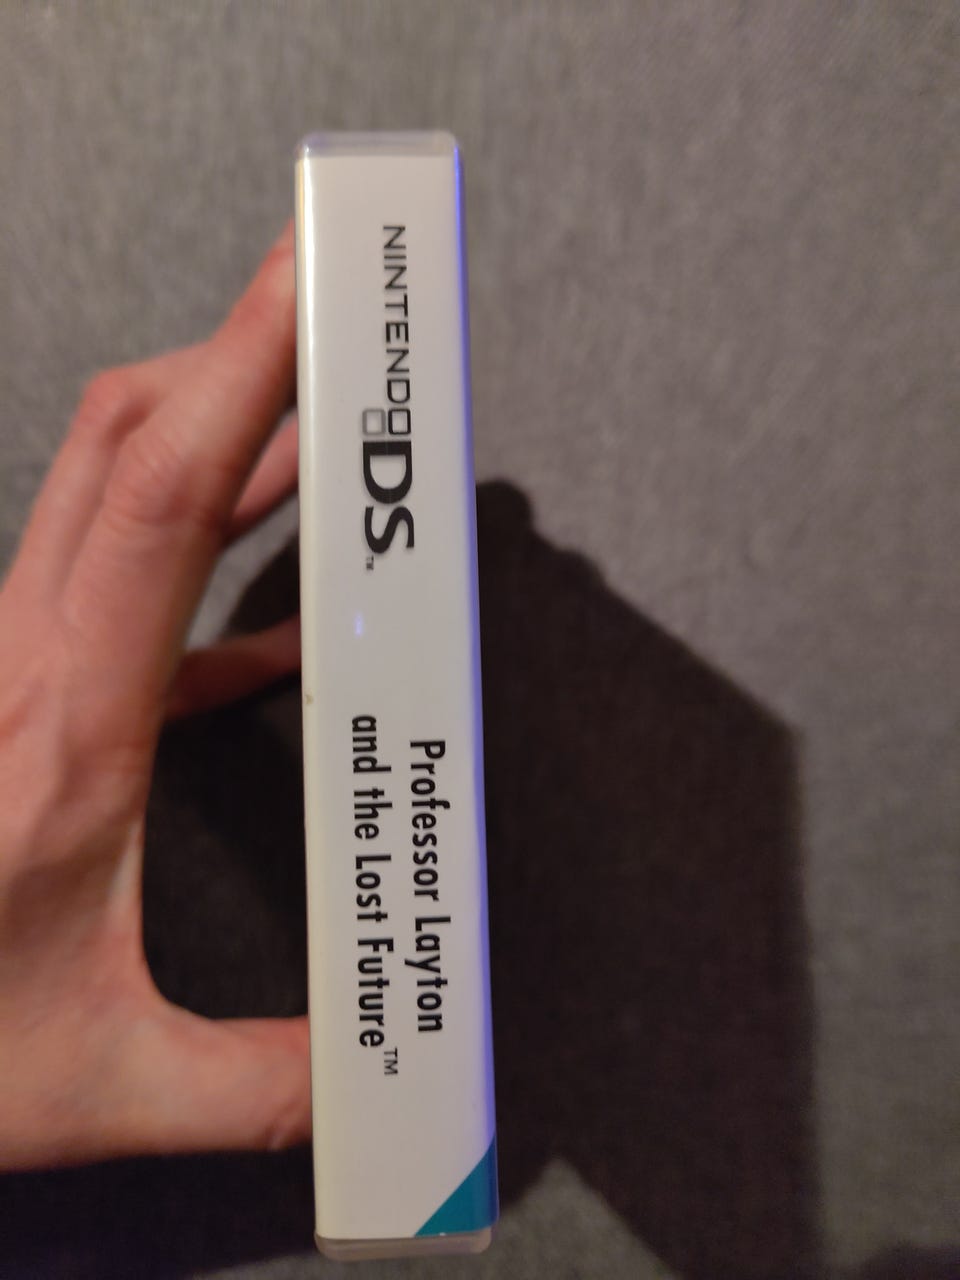 NINTENDO DS™
Professor Layton
and the Lost Future™